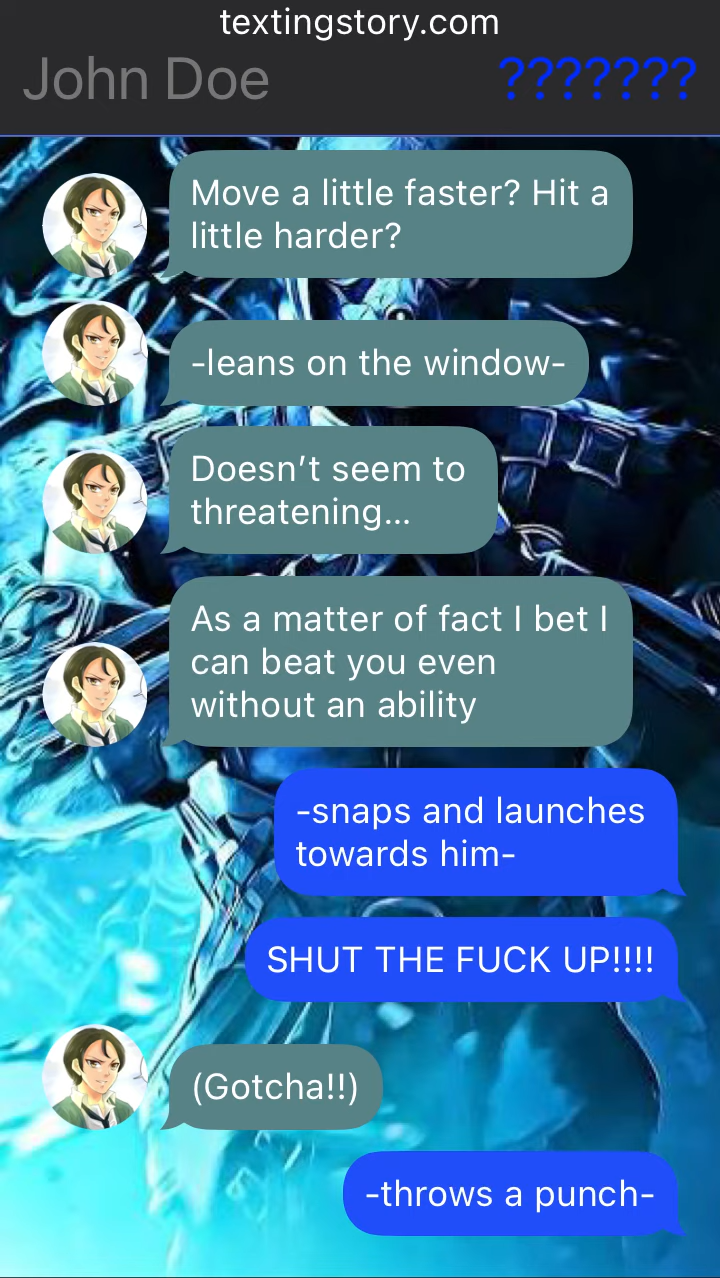 textingstory.com
John Doe ???????
Move a little faster? Hit a
little harder?
-leans on the window-
Doesn’t seem to
threatening...
As a matter of fact I bet I
can beat you even
without an ability
-snaps and launches
towards him-
SHUT THE FUCK UP!!!!
(Gotcha!!)
-throws a punch-